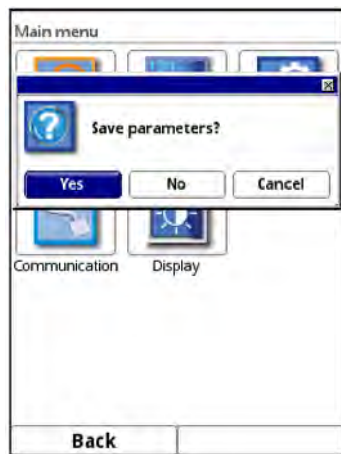 Main menu
Save parameters?
Yes No Cancel
Communication Display
Back